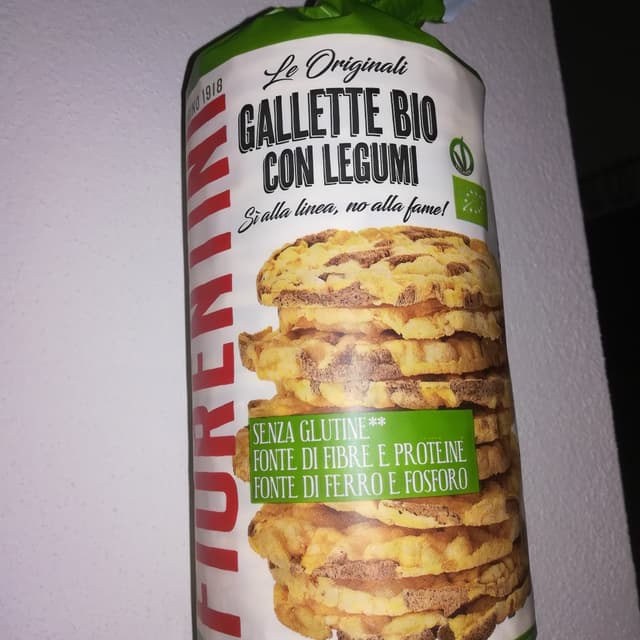 Le Originali
GALLETTE BIO
CON LEGUMI
Sì alla linea, no alla fame!
SENZA GLUTINE**
FONTE DI FIBRE E PROTEINE
FONTE DI FERRO E FOSFORO
FIORENTINI
1918